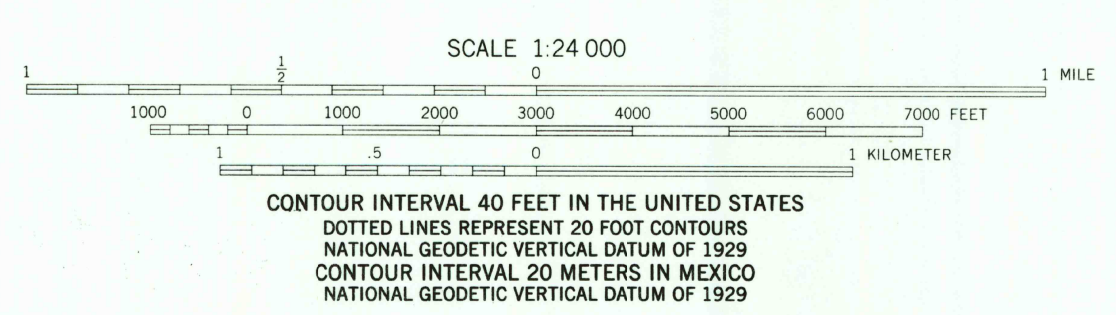 SCALE 1:24 000
1 1/2 0 1 MILE
1000 0 1000 2000 3000 4000 5000 6000 7000 FEET
1 .5 0 1 KILOMETER
CONTOUR INTERVAL 40 FEET IN THE UNITED STATES
DOTTED LINES REPRESENT 20 FOOT CONTOURS
NATIONAL GEODETIC VERTICAL DATUM OF 1929
CONTOUR INTERVAL 20 METERS IN MEXICO
NATIONAL GEODETIC VERTICAL DATUM OF 1929